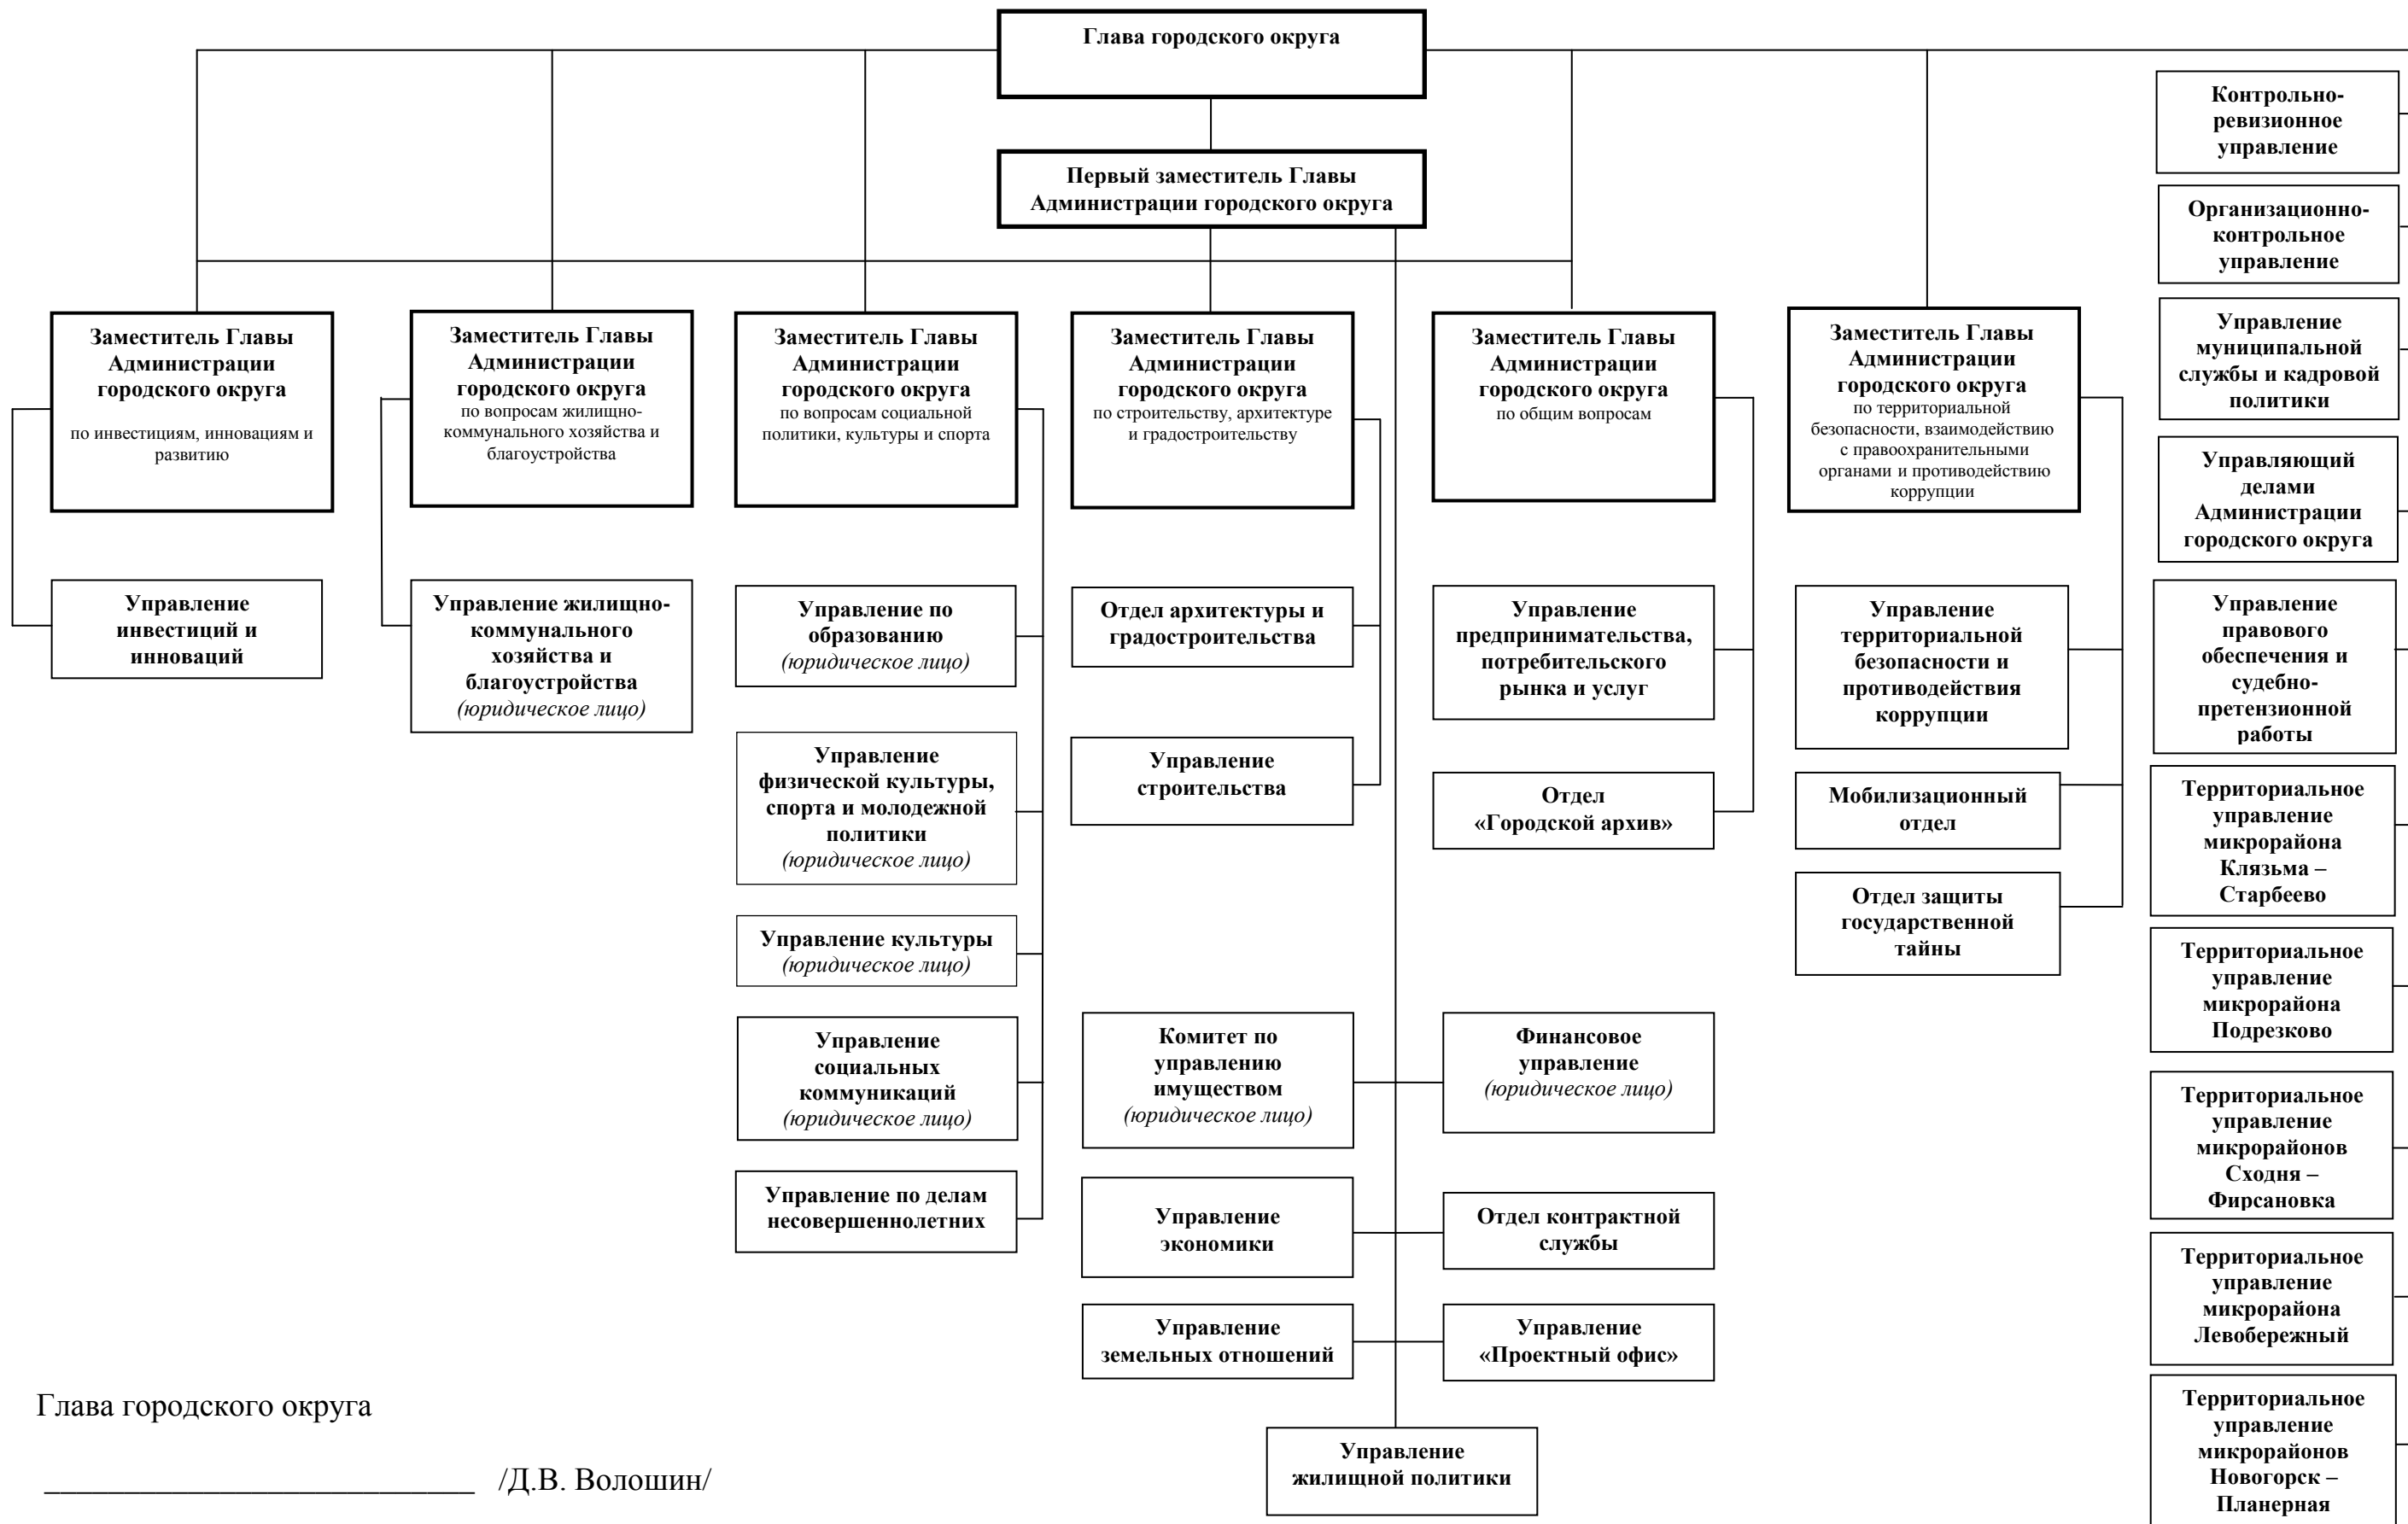 Глава городского округа
Первый заместитель Главы
Администрации городского округа
Заместитель Главы
Администрации
городского округа
по инвестициям, инновациям и
развитию
Заместитель Главы
Администрации
городского округа
по вопросам жилищно-
коммунального хозяйства и
благоустройства
Заместитель Главы
Администрации
городского округа
по вопросам социальной
политики, культуры и спорта
Заместитель Главы
Администрации
городского округа
по строительству, архитектуре
и градостроительству
Заместитель Главы
Администрации
городского округа
по общим вопросам
Заместитель Главы
Администрации
городского округа
по территориальной
безопасности, взаимодействию
с правоохранительными
органами и противодействию
коррупции
Управление
инвестиций и
инноваций
Управление жилищно-
коммунального
хозяйства и
благоустройства
(юридическое лицо)
Управление по
образованию
(юридическое лицо)
Управление
физической культуры,
спорта и молодежной
политики
(юридическое лицо)
Управление культуры
(юридическое лицо)
Управление
социальных
коммуникаций
(юридическое лицо)
Управление по делам
несовершеннолетних
Отдел архитектуры и
градостроительства
Управление
строительства
Управление
предпринимательства,
потребительского
рынка и услуг
Отдел
«Городской архив»
Управление
территориальной
безопасности и
противодействия
коррупции
Мобилизационный
отдел
Отдел защиты
государственной
тайны
Комитет по
управлению
имуществом
(юридическое лицо)
Финансовое
управление
(юридическое лицо)
Управление
экономики
Отдел контрактной
службы
Управление
земельных отношений
Управление
«Проектный офис»
Управление
жилищной политики
Контрольно-
ревизионное
управление
Организационно-
контрольное
управление
Управление
муниципальной
службы и кадровой
политики
Управляющий
делами
Администрации
городского округа
Управление
правового
обеспечения и
судебно-
претензионной
работы
Территориальное
управление
микрорайона
Клязьма –
Старбеево
Территориальное
управление
микрорайона
Подрезково
Территориальное
управление
микрорайонов
Сходня –
Фирсановка
Территориальное
управление
микрорайона
Левобережный
Территориальное
управление
микрорайонов
Новогорск –
Планерная
Глава городского округа
___________________________ /Д.В. Волошин/